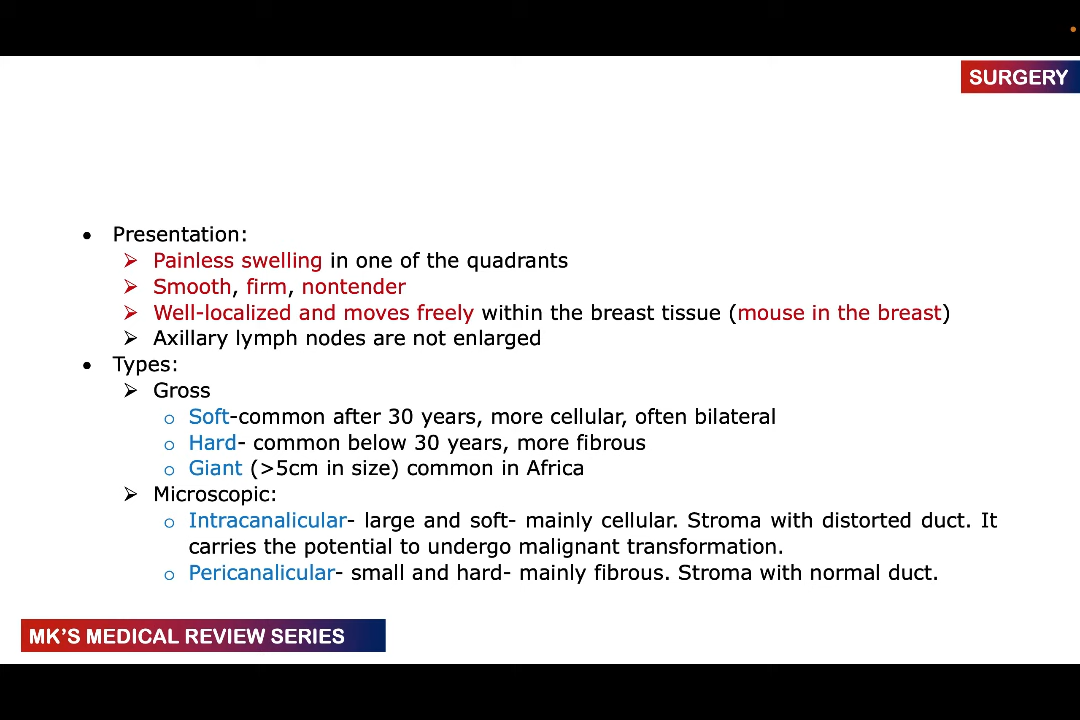 SURGERY
• Presentation:
➢ Painless swelling in one of the quadrants
➢ Smooth, firm, nontender
➢ Well-localized and moves freely within the breast tissue (mouse in the breast)
➢ Axillary lymph nodes are not enlarged
• Types:
➢ Gross
o Soft-common after 30 years, more cellular, often bilateral
o Hard- common below 30 years, more fibrous
o Giant (>5cm in size) common in Africa
➢ Microscopic:
o Intracanalicular- large and soft- mainly cellular. Stroma with distorted duct. It
carries the potential to undergo malignant transformation.
o Pericanalicular- small and hard- mainly fibrous. Stroma with normal duct.
MK'S MEDICAL REVIEW SERIES